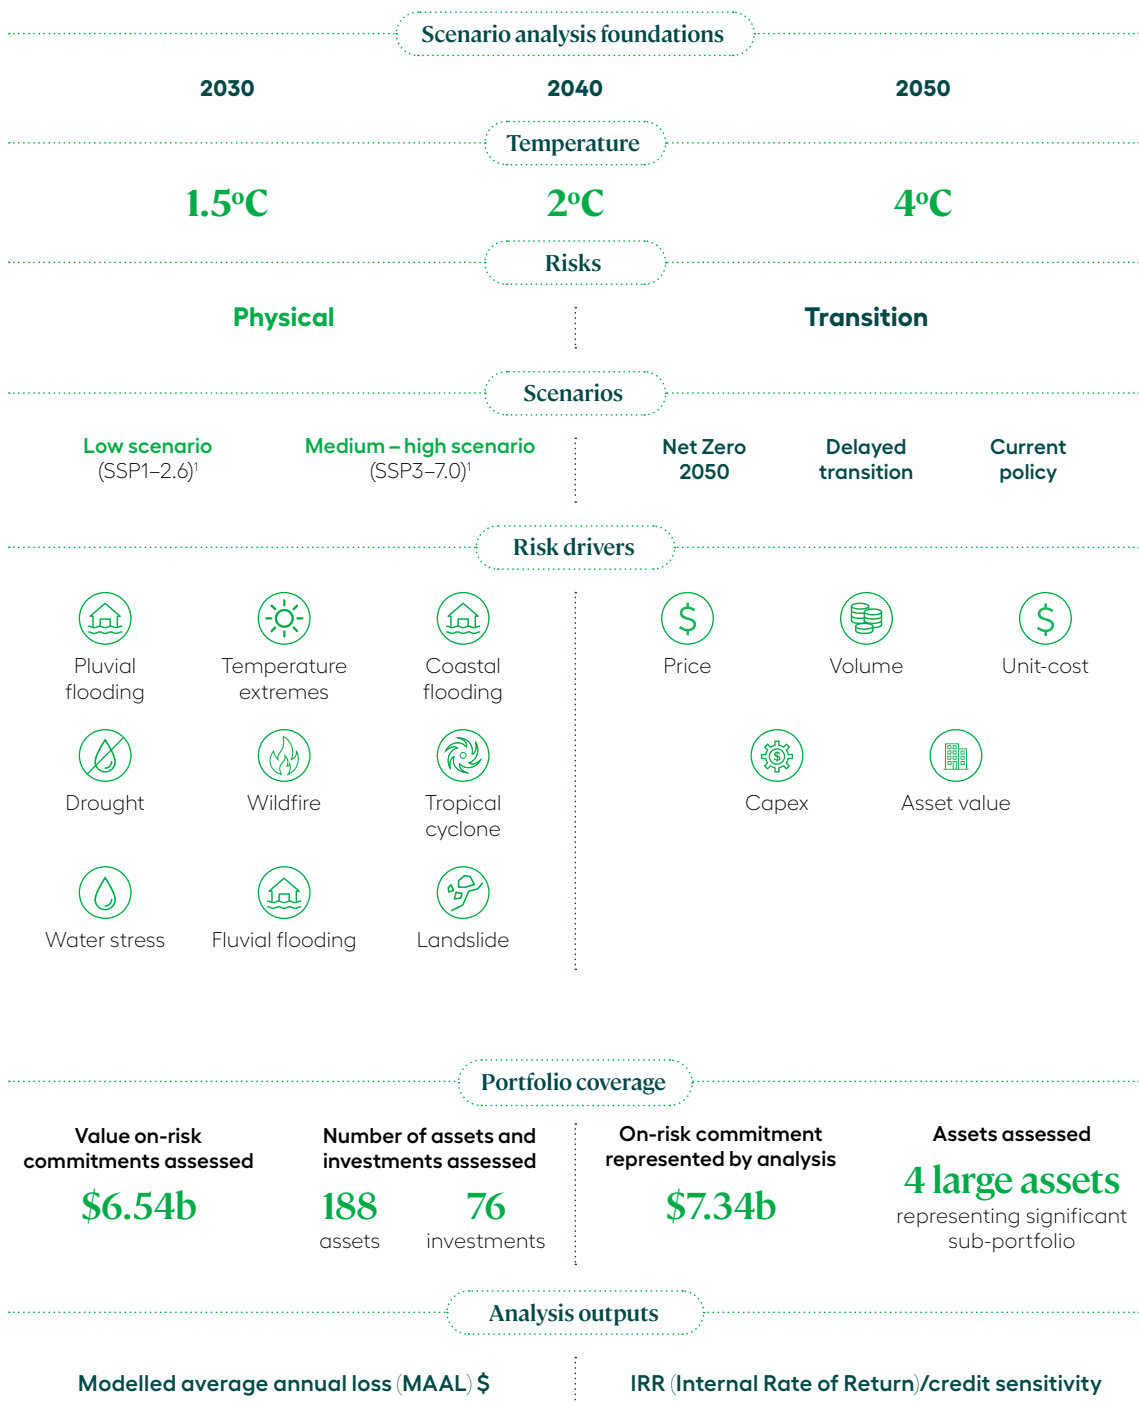 Scenario analysis foundations
2030 2040 2050
Temperature
1.5ºC 2ºC 4ºC
Risks
Physical
Transition
Scenarios
Low scenario
(SSP1–2.6)¹
Medium – high scenario
(SSP3–7.0)¹
Net Zero
2050
Delayed
transition
Current
policy
Risk drivers
Pluvial
flooding
Temperature
extremes
Coastal
flooding
Drought
Wildfire
Tropical
cyclone
Water stress
Fluvial flooding
Landslide
$
Price
Volume
$
Unit-cost
$
Capex
Asset value
Portfolio coverage
Value on-risk
commitments assessed
$6.54b
Number of assets and
investments assessed
188
assets
76
investments
On-risk commitment
represented by analysis
$7.34b
Assets assessed
4 large assets
representing significant
sub-portfolio
Analysis outputs
Modelled average annual loss (MAAL) $
IRR (Internal Rate of Return)/credit sensitivity